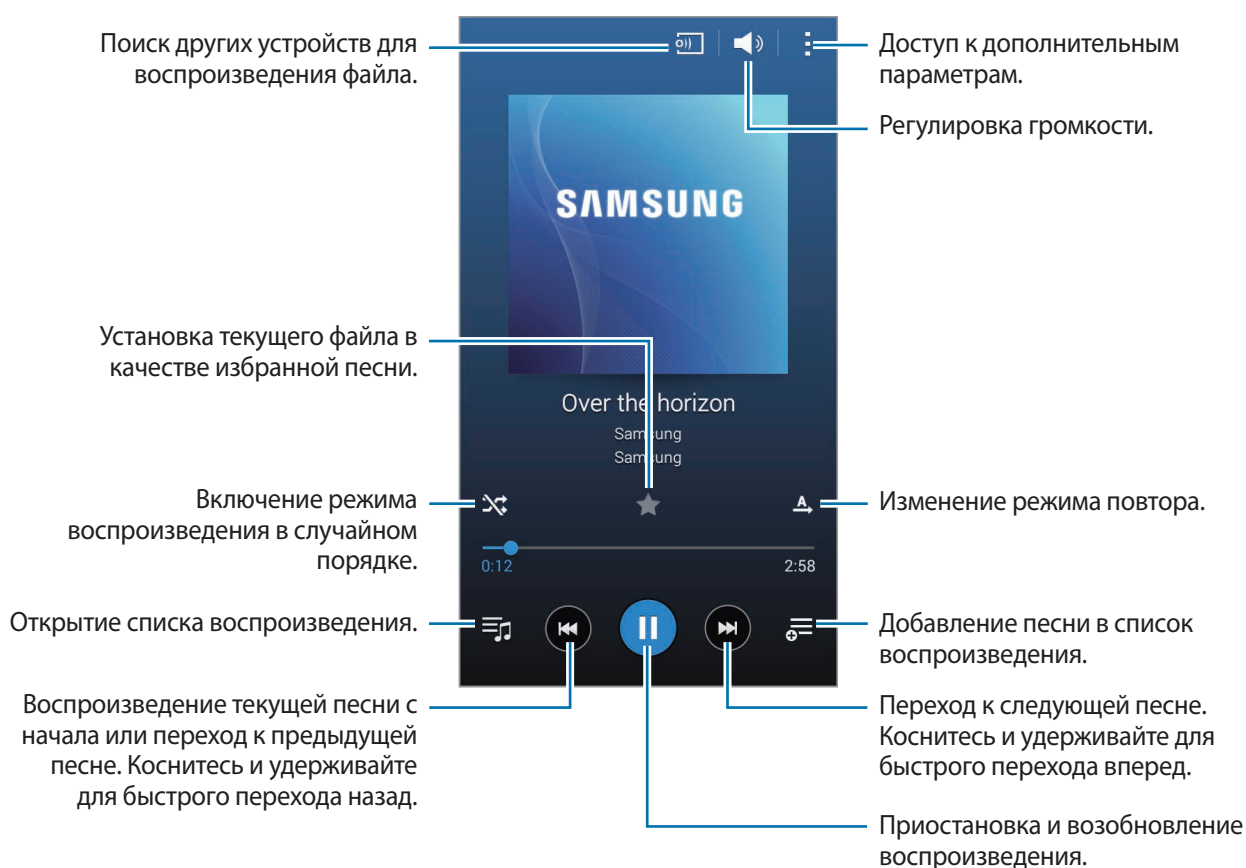 Поиск других устройств для
воспроизведения файла.
Доступ к дополнительным
параметрам.
Регулировка громкости.
SAMSUNG
Установка текущего файла в
качестве избранной песни.
Over the horizon
Samsung
Samsung
Включение режима
воспроизведения в случайном
порядке.
A
Изменение режима повтора.
0:12
2:58
Открытие списка воспроизведения.
Добавление песни в список
воспроизведения.
Воспроизведение текущей песни с
начала или переход к предыдущей
песне. Коснитесь и удерживайте
для быстрого перехода назад.
Переход к следующей песне.
Коснитесь и удерживайте для
быстрого перехода вперед.
Приостановка и возобновление
воспроизведения.